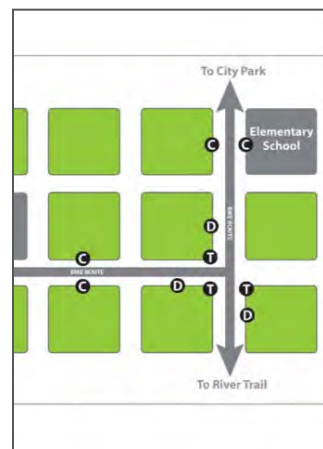 To City Park
C
C
Elementary
School
D
BIKE ROUTE
C
T
BIKE ROUTE
C
D
T
T
D
To River Trail